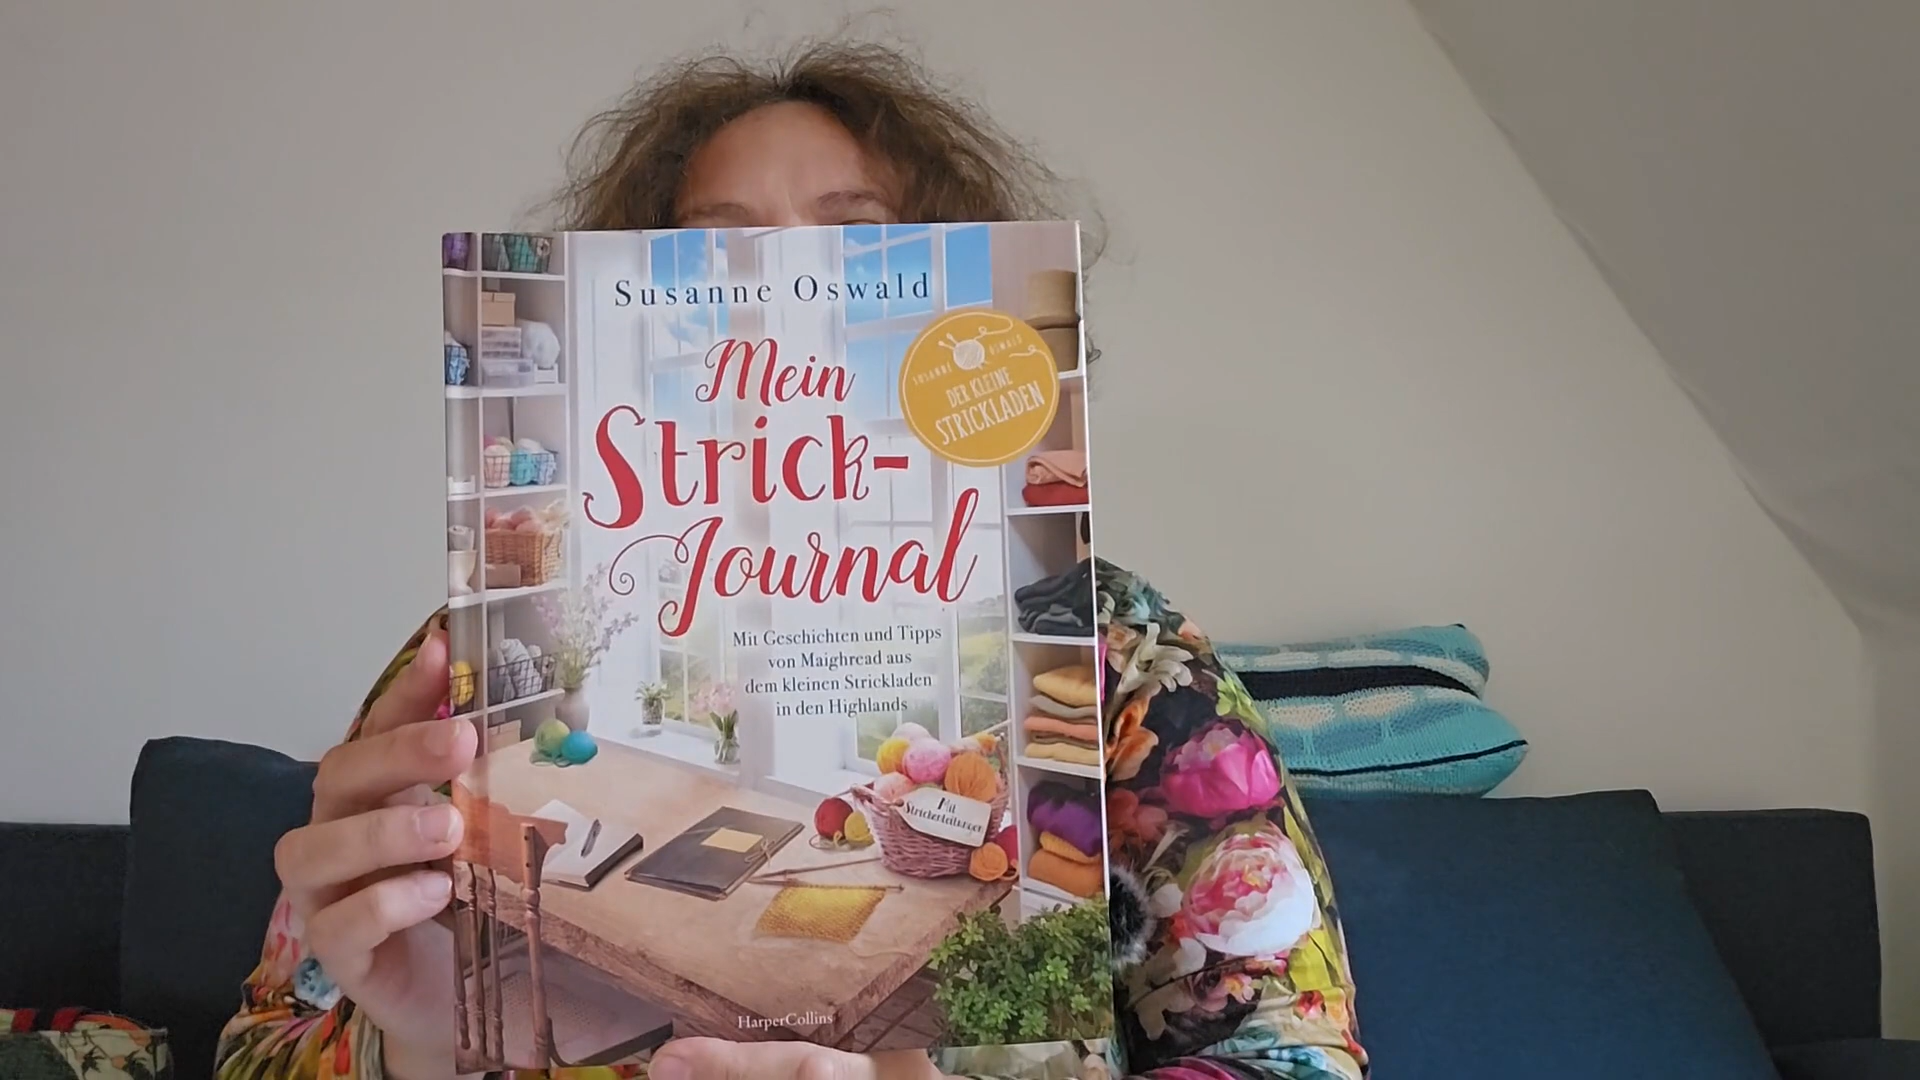 Susanne Oswald
Mein
Strick-
Journal
SUSANNE OSWALD
DER KLEINE
STRICKLADEN
Mit Geschichten und Tipps
von Maighread aus
dem kleinen Strickladen
in den Highlands
Mit
Strickanleitungen
HarperCollins